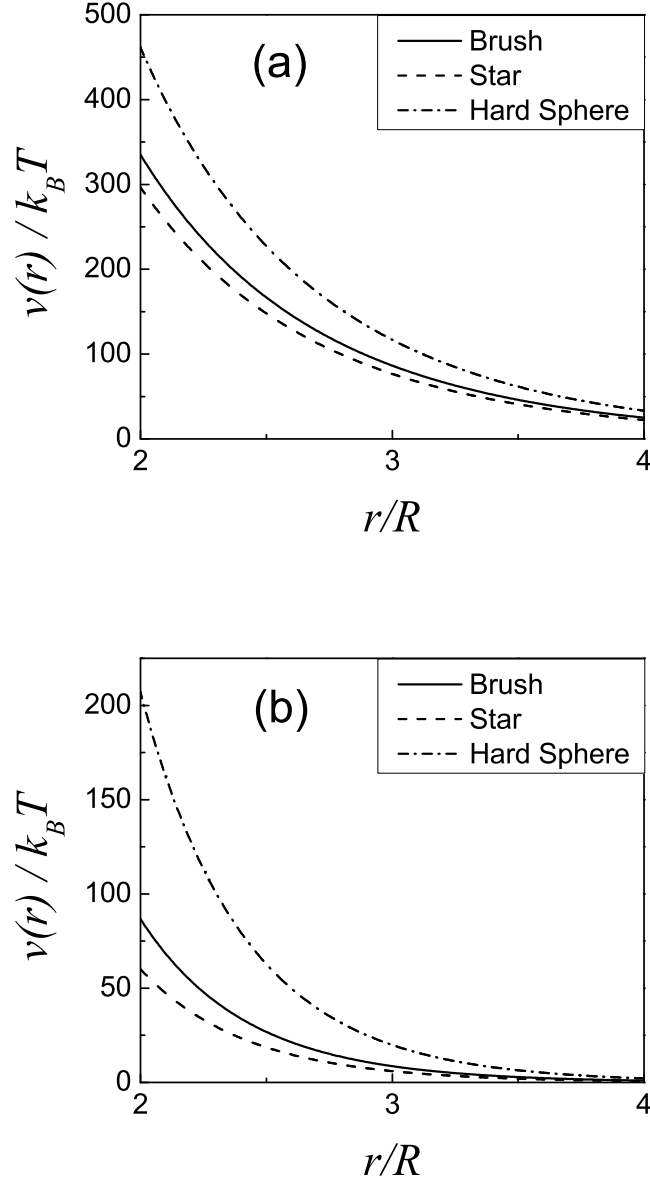 500
(a)
Brush
Star
Hard Sphere
400
300
200
100
0
v(r) / k_B T
2
3
4
r/R
(b)
Brush
Star
Hard Sphere
200
150
100
50
0
v(r) / k_B T
2
3
4
r/R